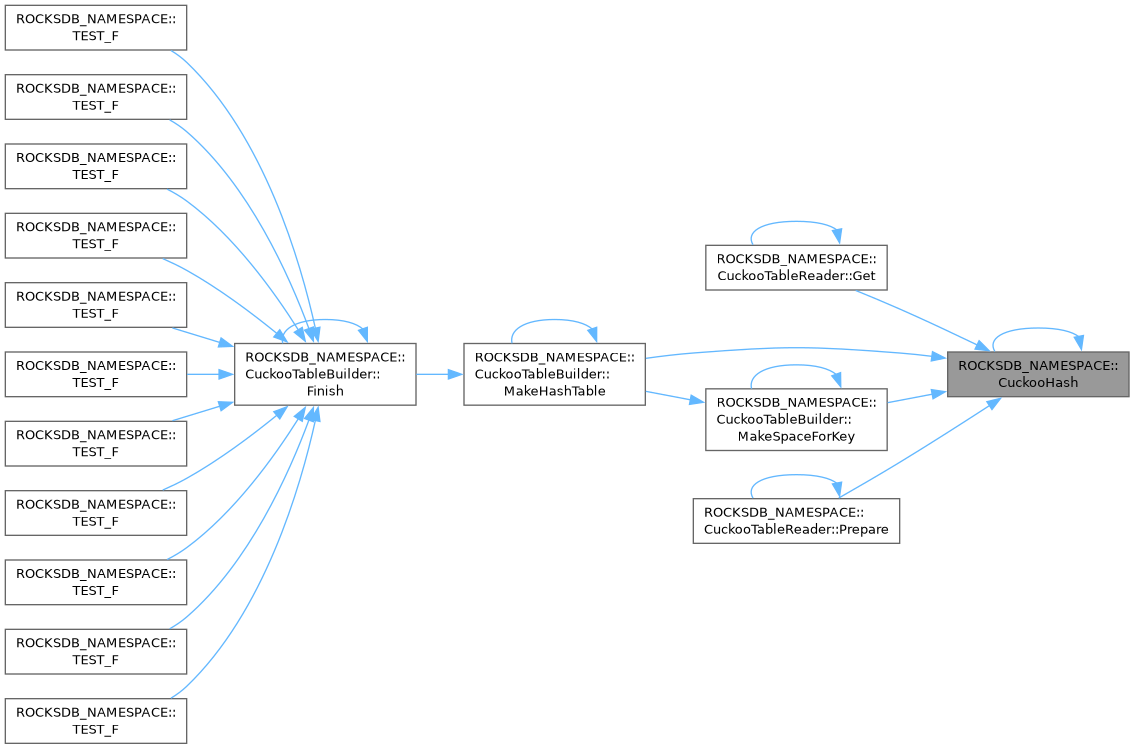 ROCKSDB_NAMESPACE::
TEST_F
ROCKSDB_NAMESPACE::
TEST_F
ROCKSDB_NAMESPACE::
TEST_F
ROCKSDB_NAMESPACE::
TEST_F
ROCKSDB_NAMESPACE::
TEST_F
ROCKSDB_NAMESPACE::
TEST_F
ROCKSDB_NAMESPACE::
TEST_F
ROCKSDB_NAMESPACE::
TEST_F
ROCKSDB_NAMESPACE::
TEST_F
ROCKSDB_NAMESPACE::
TEST_F
ROCKSDB_NAMESPACE::
TEST_F
ROCKSDB_NAMESPACE::
CuckooTableBuilder::
Finish
ROCKSDB_NAMESPACE::
CuckooTableBuilder::
MakeHashTable
ROCKSDB_NAMESPACE::
CuckooTableReader::Get
ROCKSDB_NAMESPACE::
CuckooTableBuilder::
MakeSpaceForKey
ROCKSDB_NAMESPACE::
CuckooTableReader::Prepare
ROCKSDB_NAMESPACE::
CuckooHash